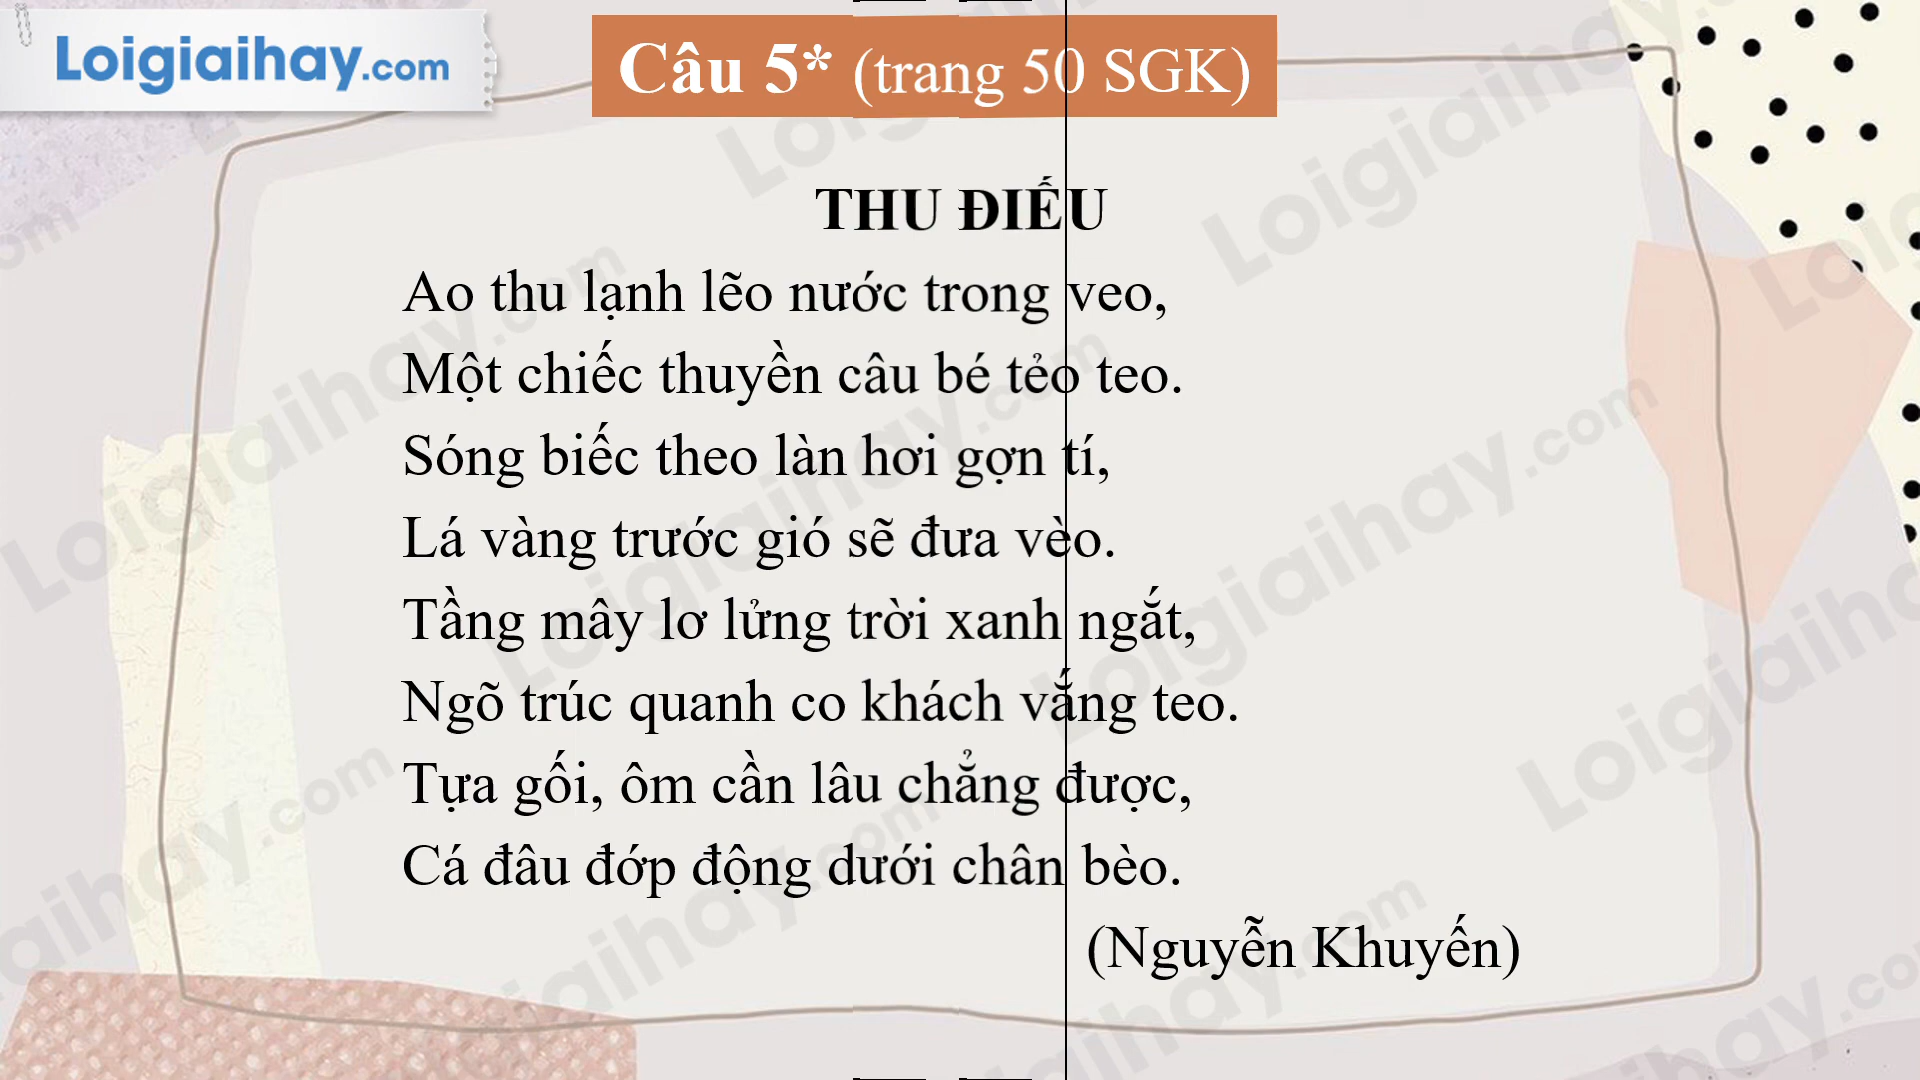 Loigiaihay.com
Câu 5* (trang 50 SGK)
THU ĐIẾU
Ao thu lạnh lẽo nước trong veo,
Một chiếc thuyền câu bé tẻo teo.
Sóng biếc theo làn hơi gợn tí,
Lá vàng trước gió sẽ đưa vèo.
Tầng mây lơ lửng trời xanh ngắt,
Ngõ trúc quanh co khách vắng teo.
Tựa gối, ôm cần lâu chẳng được,
Cá đâu đớp động dưới chân bèo.
(Nguyễn Khuyến)